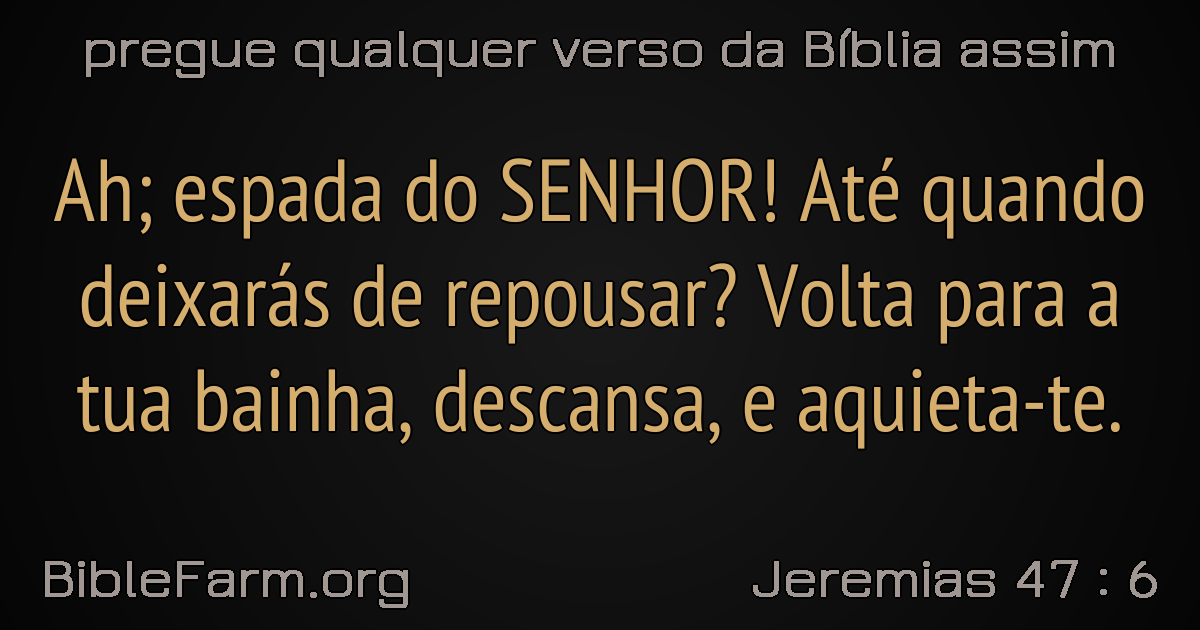 pregue qualquer verso da Bíblia assim
Ah; espada do SENHOR! Até quando
deixarás de repousar? Volta para a
tua bainha, descansa, e aquieta-te.
BibleFarm.org
Jeremias 47 : 6